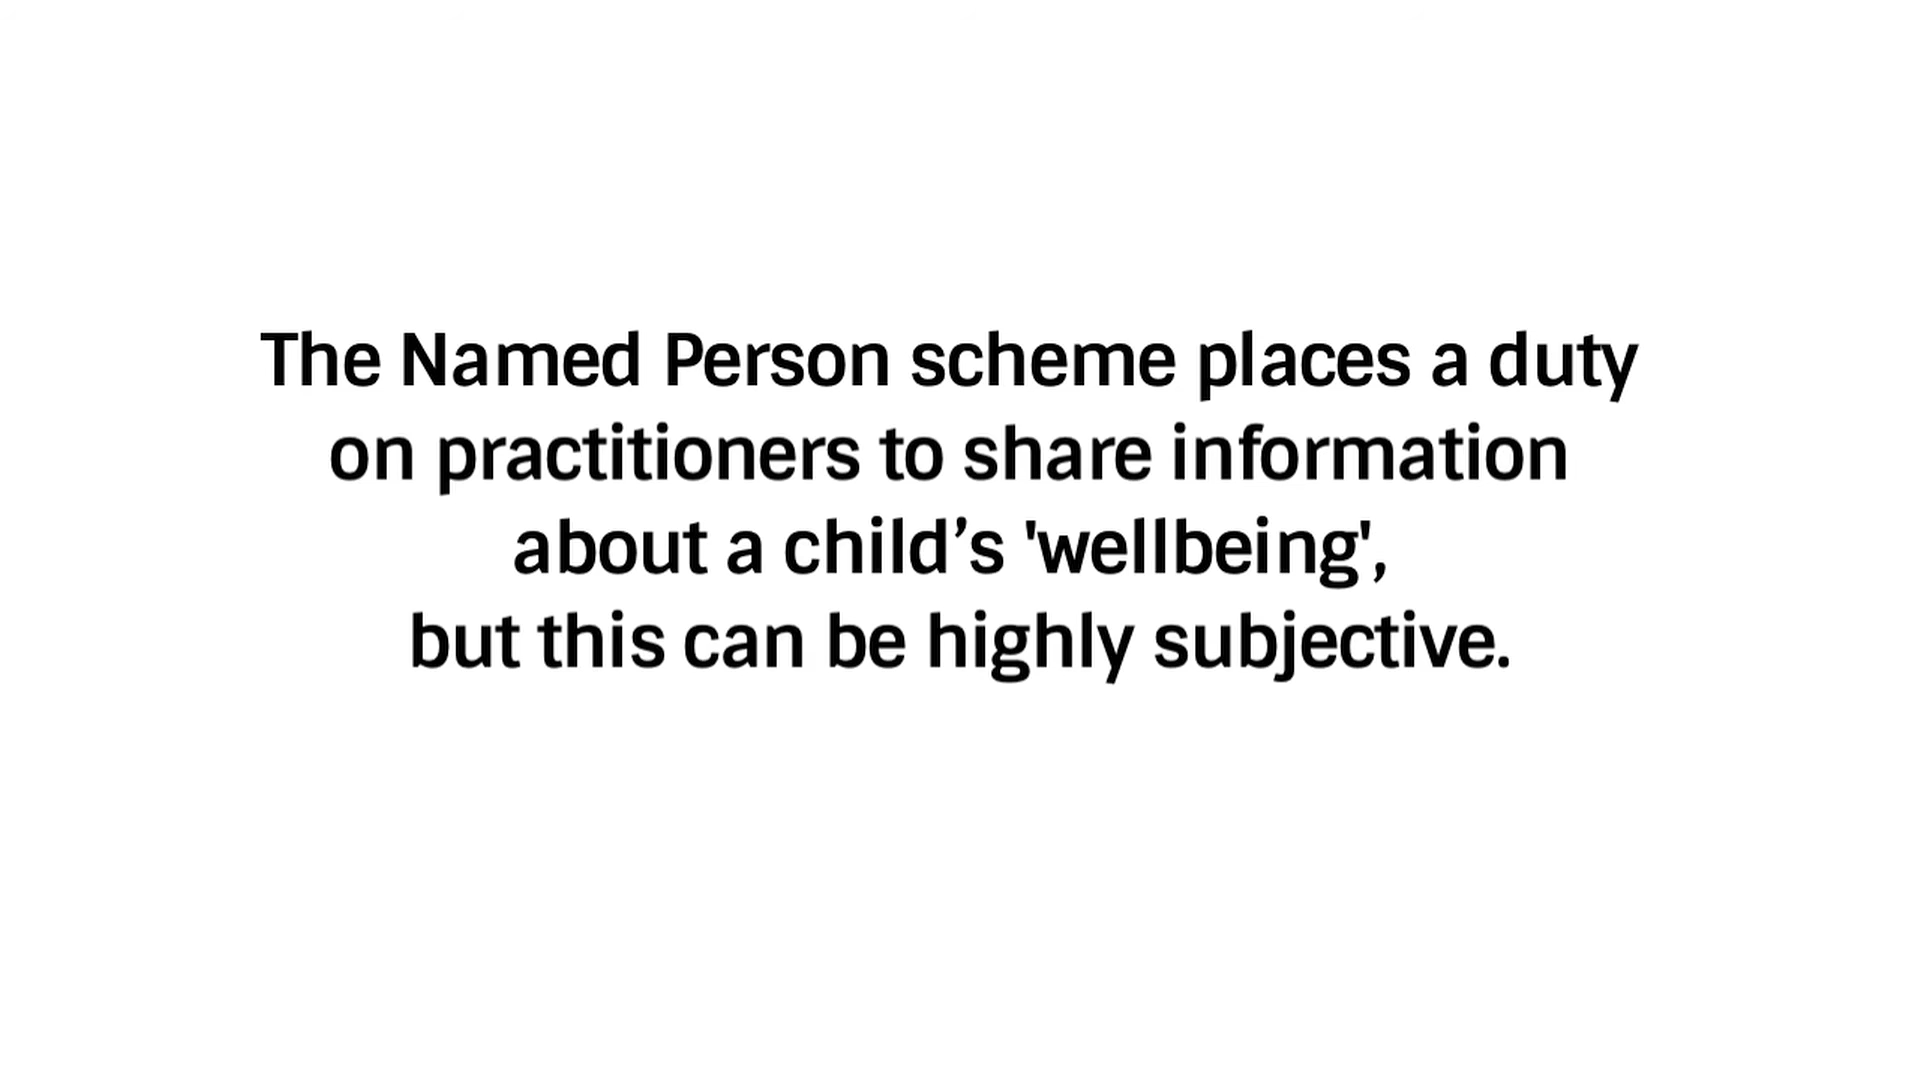 The Named Person scheme places a duty
on practitioners to share information
about a child’s 'wellbeing',
but this can be highly subjective.